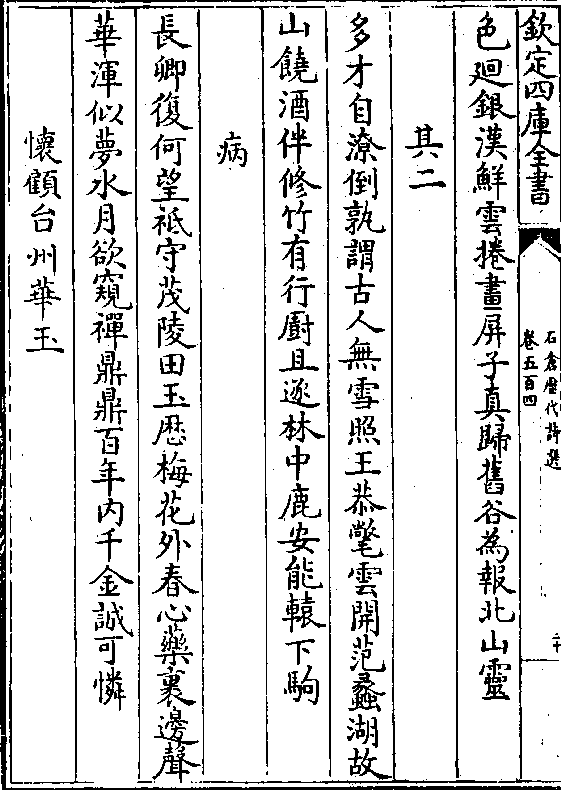 欽定四庫全書
石倉歷代詩選
卷五百四
二十
色廻銀漢鮮雲捲畫屏子真歸舊谷為報北山靈
其二
多才自潦倒孰謂古人無雪照王恭氅雲開范蠡湖故
山饒酒伴修竹有行廚且逐林中鹿安能轅下駒
病
長卿復何望祗守茂陵田玉厯梅花外春心藥裹邊聲
華渾似夢水月欲窺禪鼎鼎百年内千金誠可憐
懷顧台州華玉